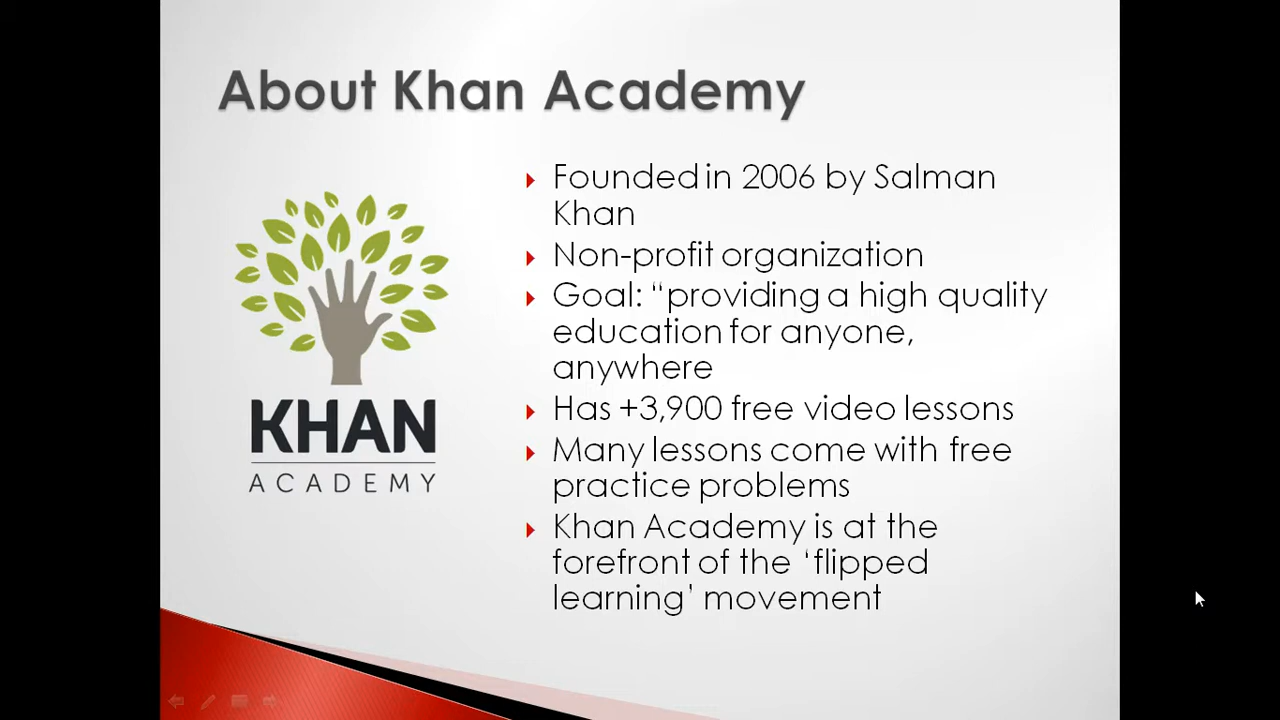 About Khan Academy
Founded in 2006 by Salman
Khan
Non-profit organization
Goal: “providing a high quality
education for anyone,
anywhere
Has +3,900 free video lessons
Many lessons come with free
practice problems
Khan Academy is at the
forefront of the ‘flipped
learning’ movement
KHAN
ACADEMY